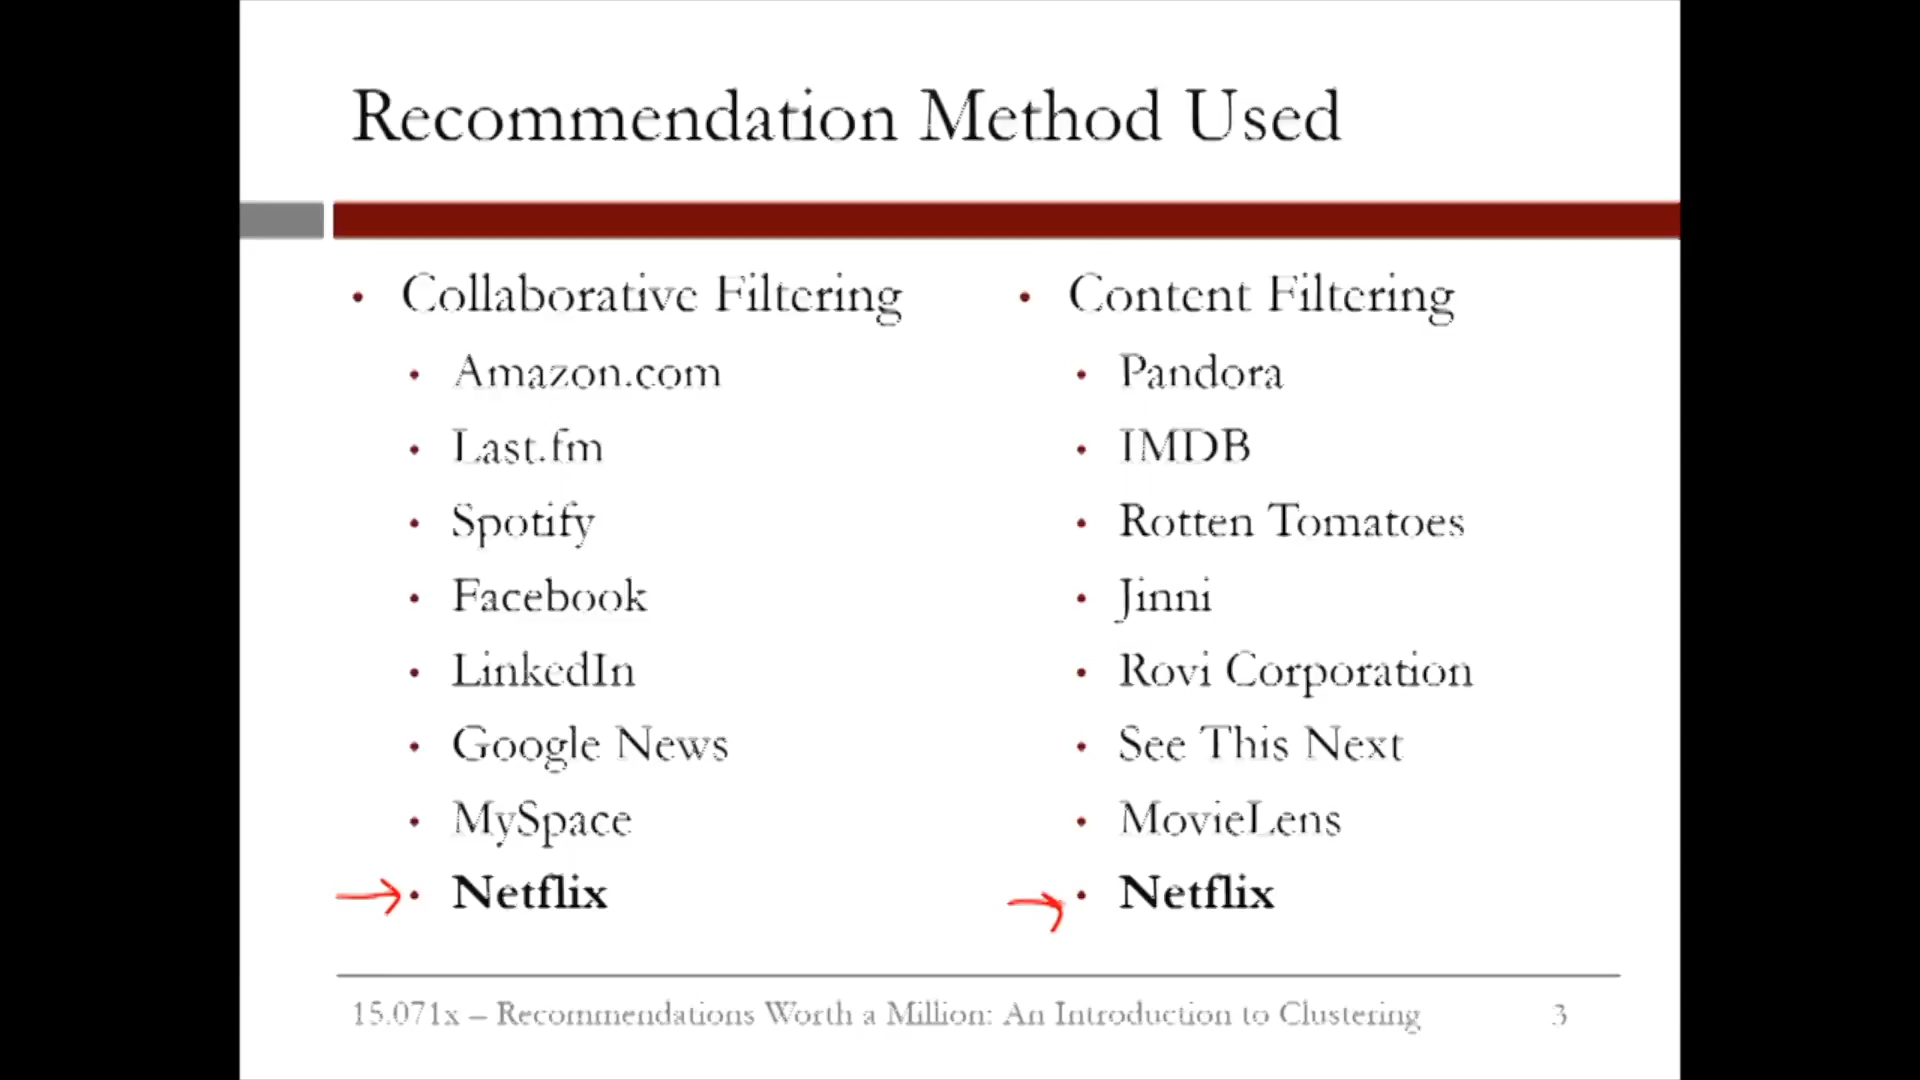 Recommendation Method Used
• Collaborative Filtering
• Amazon.com
• Last.fm
• Spotify
• Facebook
• LinkedIn
• Google News
• MySpace
• Netflix
• Content Filtering
• Pandora
• IMDB
• Rotten Tomatoes
• Jinni
• Rovi Corporation
• See This Next
• MovieLens
• Netflix
15.071x – Recommendations Worth a Million: An Introduction to Clustering 3